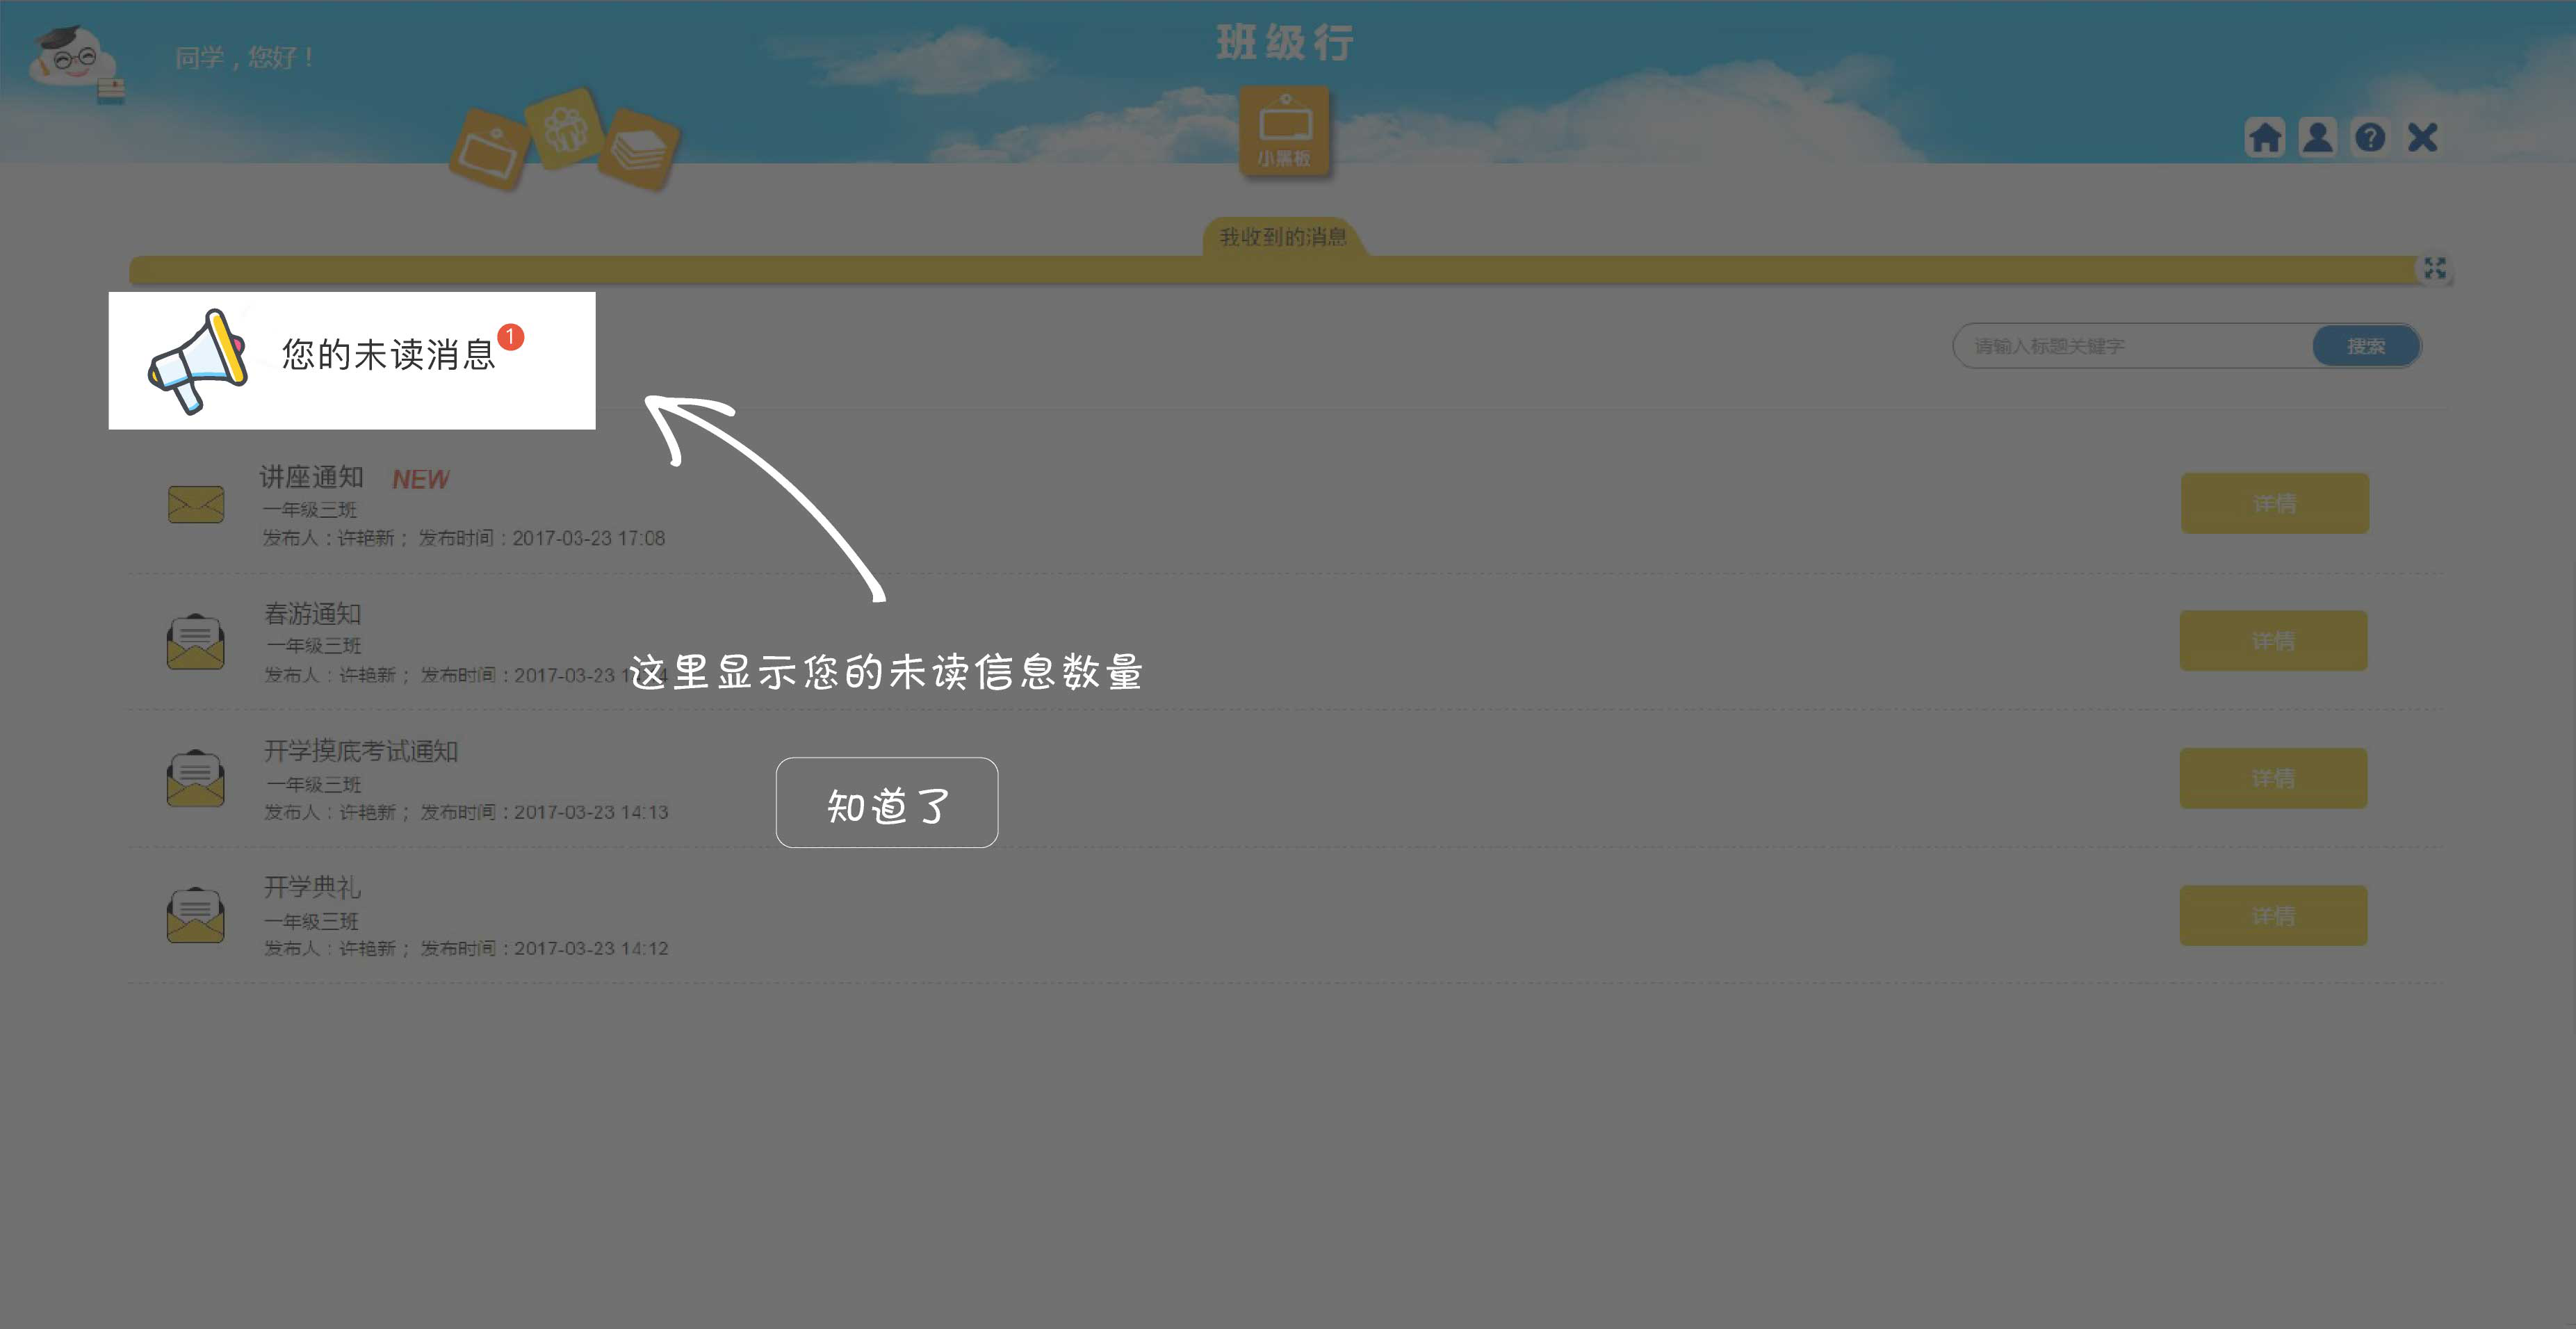 同学，您好！
班级行
小黑板
我收到的消息
您的未读消息 1
请输入标题关键字
搜索
讲座通知 NEW
一年级三班
发布人：许艳新； 发布时间：2017-03-23 17:08
详情
春游通知
一年级三班
发布人：许艳新； 发布时间：2017-03-23
详情
这里显示您的未读信息数量
开学摸底考试通知
一年级三班
发布人：许艳新； 发布时间：2017-03-23 14:13
详情
知道了
开学典礼
一年级三班
发布人：许艳新； 发布时间：2017-03-23 14:12
详情